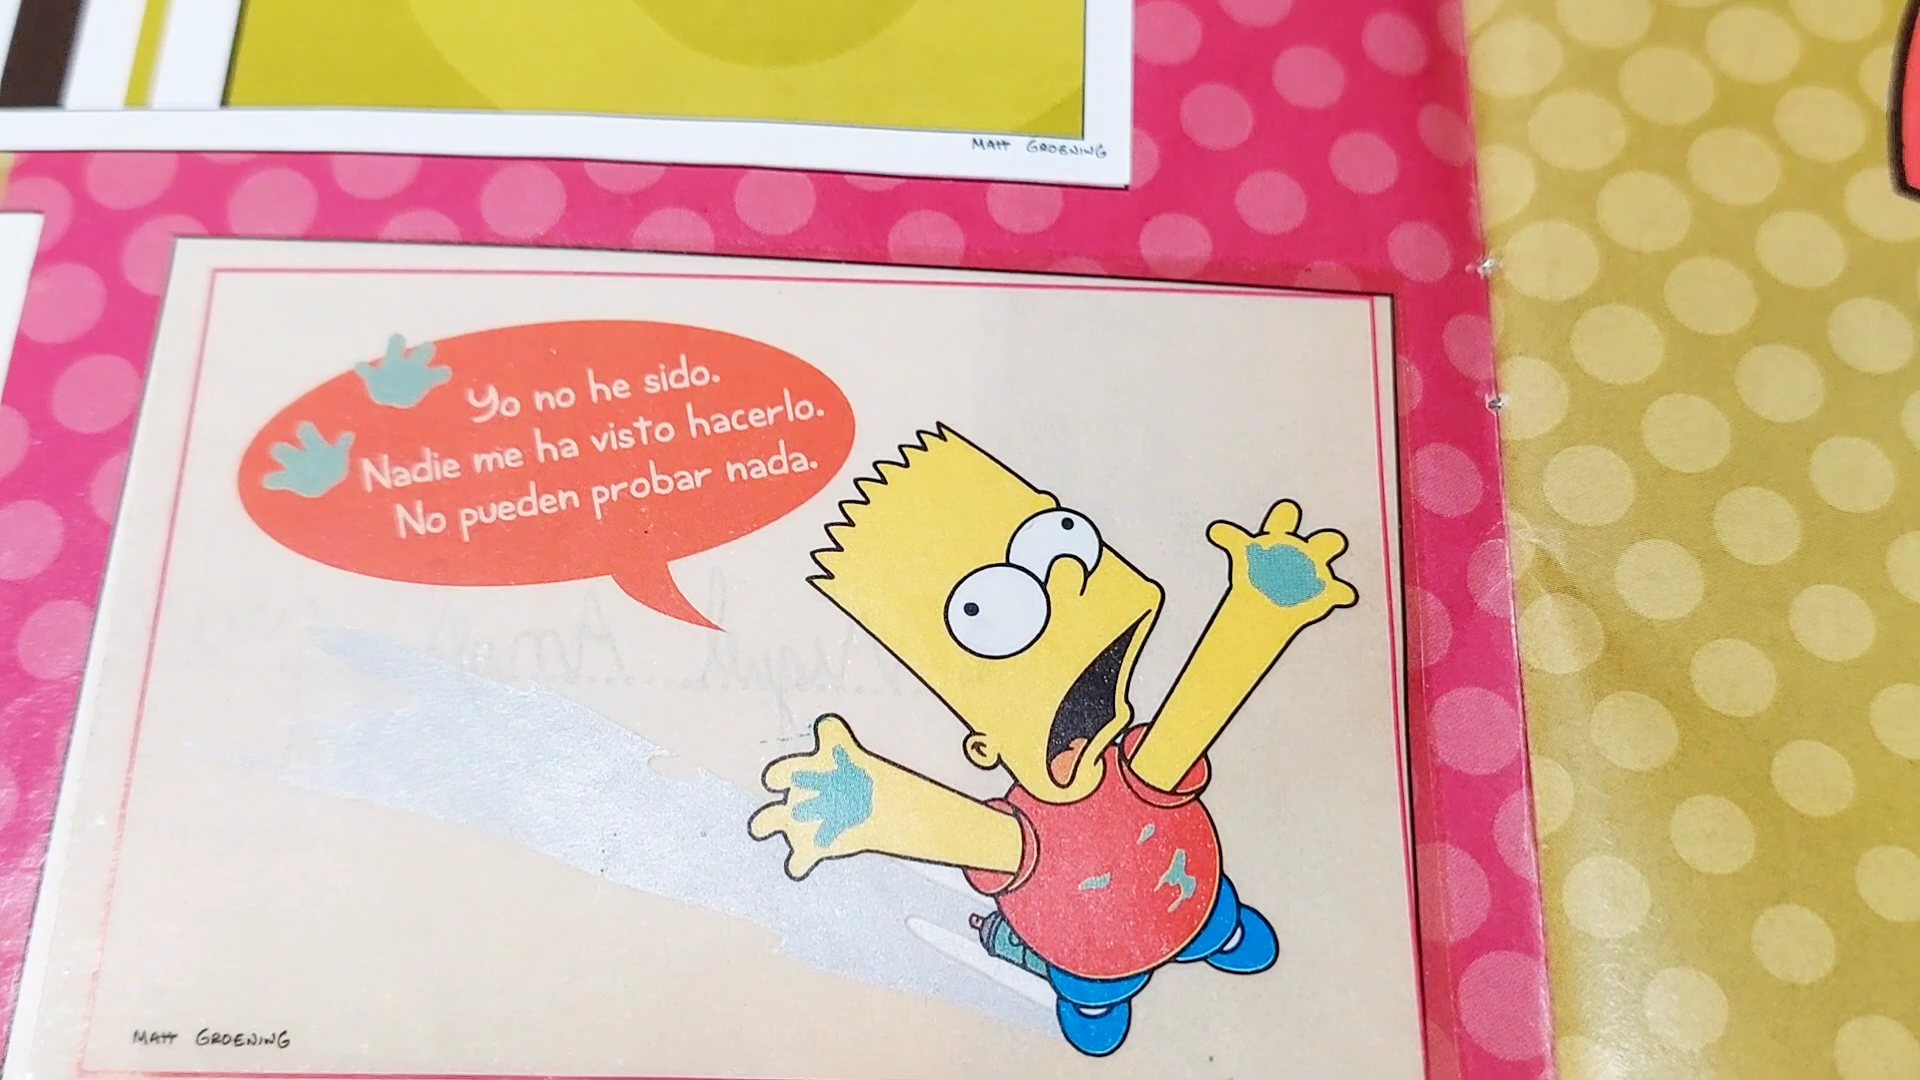 MATT GROENING
Yo no he sido.
Nadie me ha visto hacerlo.
No pueden probar nada.
MATT GROENING